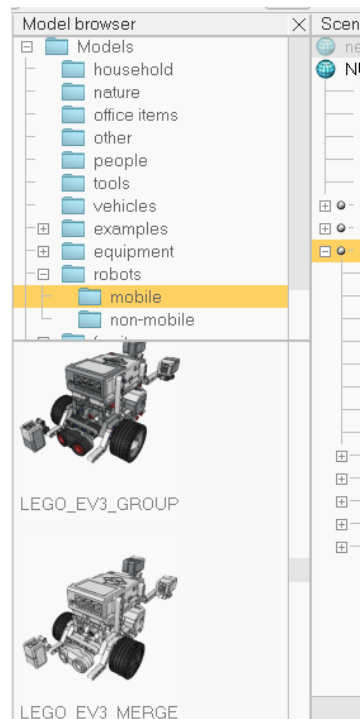 Model browser
Scen
Models
household
nature
office items
other
people
tools
vehicles
examples
equipment
robots
mobile
non-mobile
LEGO_EV3_GROUP
LEGO_EV3_MERGE